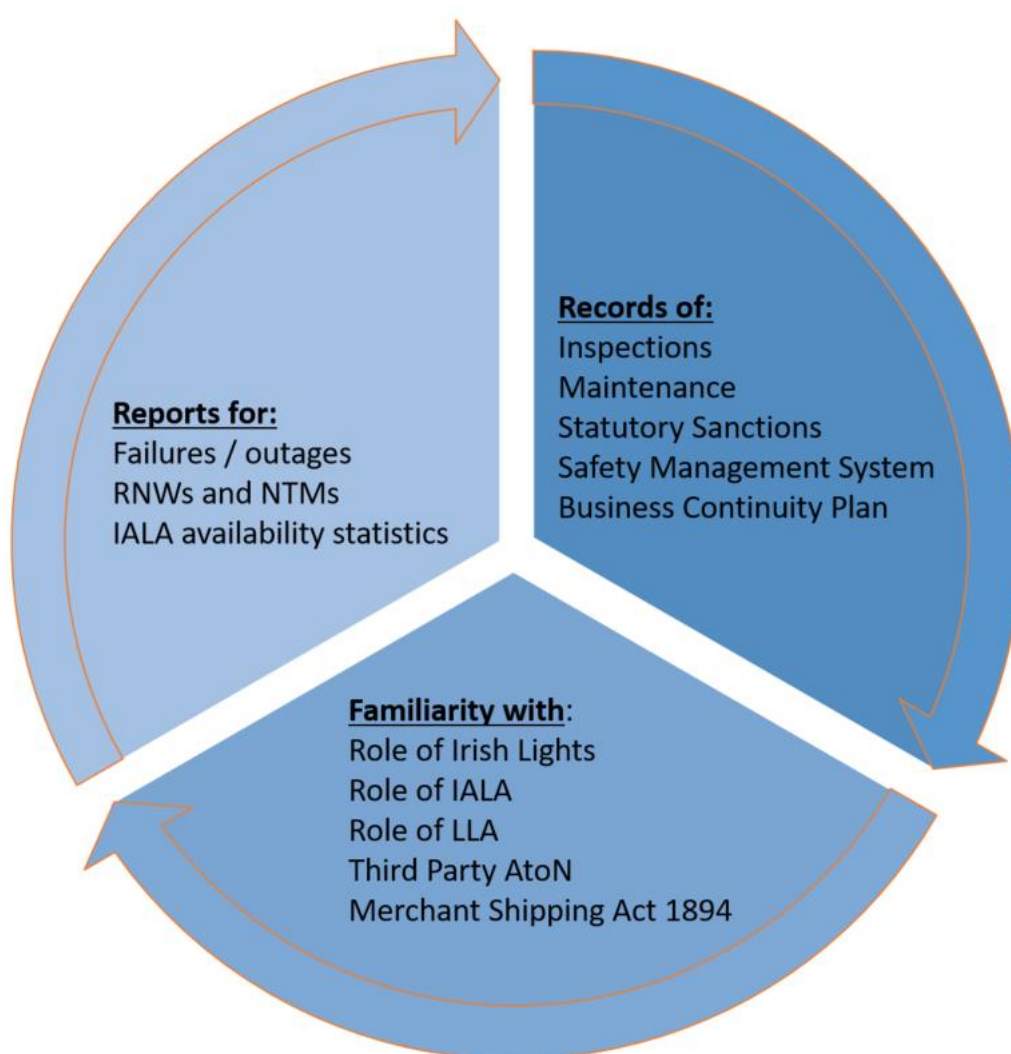 Records of:
Inspections
Maintenance
Statutory Sanctions
Safety Management System
Business Continuity Plan
Familiarity with:
Role of Irish Lights
Role of IALA
Role of LLA
Third Party AtoN
Merchant Shipping Act 1894
Reports for:
Failures / outages
RNWs and NTMs
IALA availability statistics